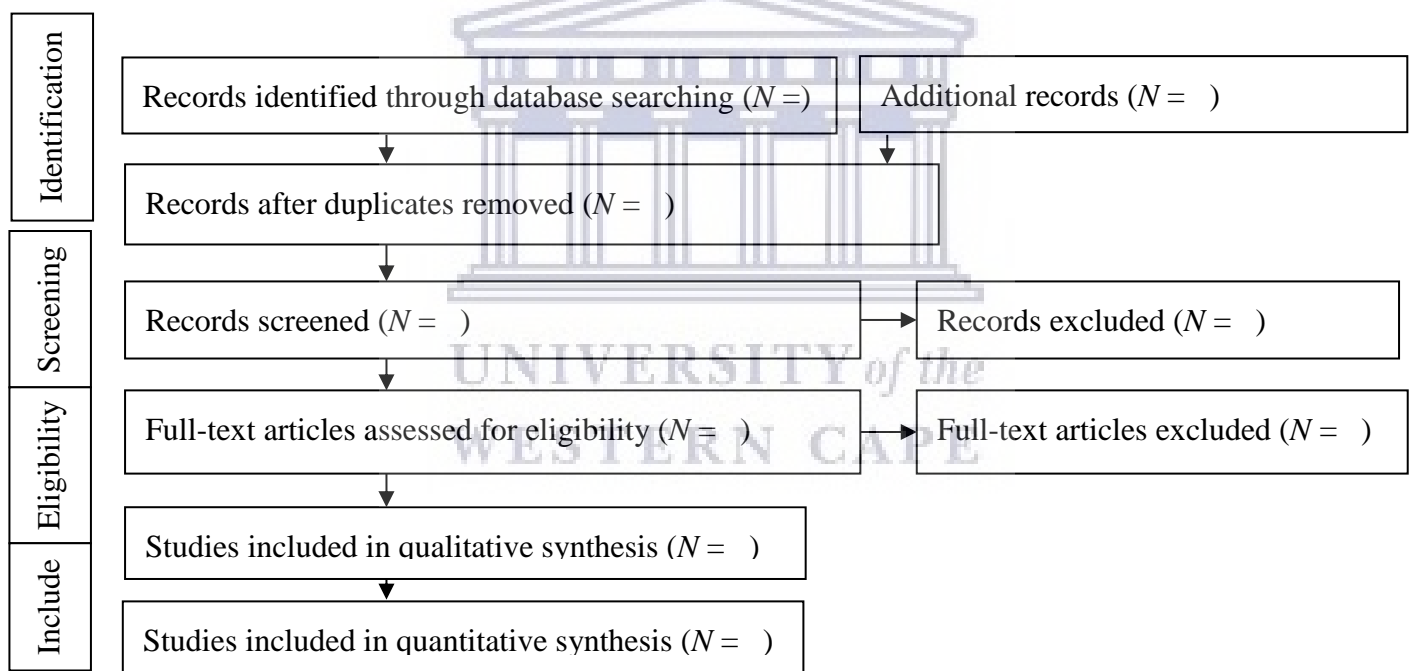 Identification
Records identified through database searching (N =)
Additional records (N = )
Records after duplicates removed (N = )
Screening
Records screened (N = )
Records excluded (N = )
UNIVERSITY of the
Eligibility
Full-text articles assessed for eligibility (N = )
Full-text articles excluded (N = )
WESTERN CAPE
Studies included in qualitative synthesis (N = )
Include
Studies included in quantitative synthesis (N = )